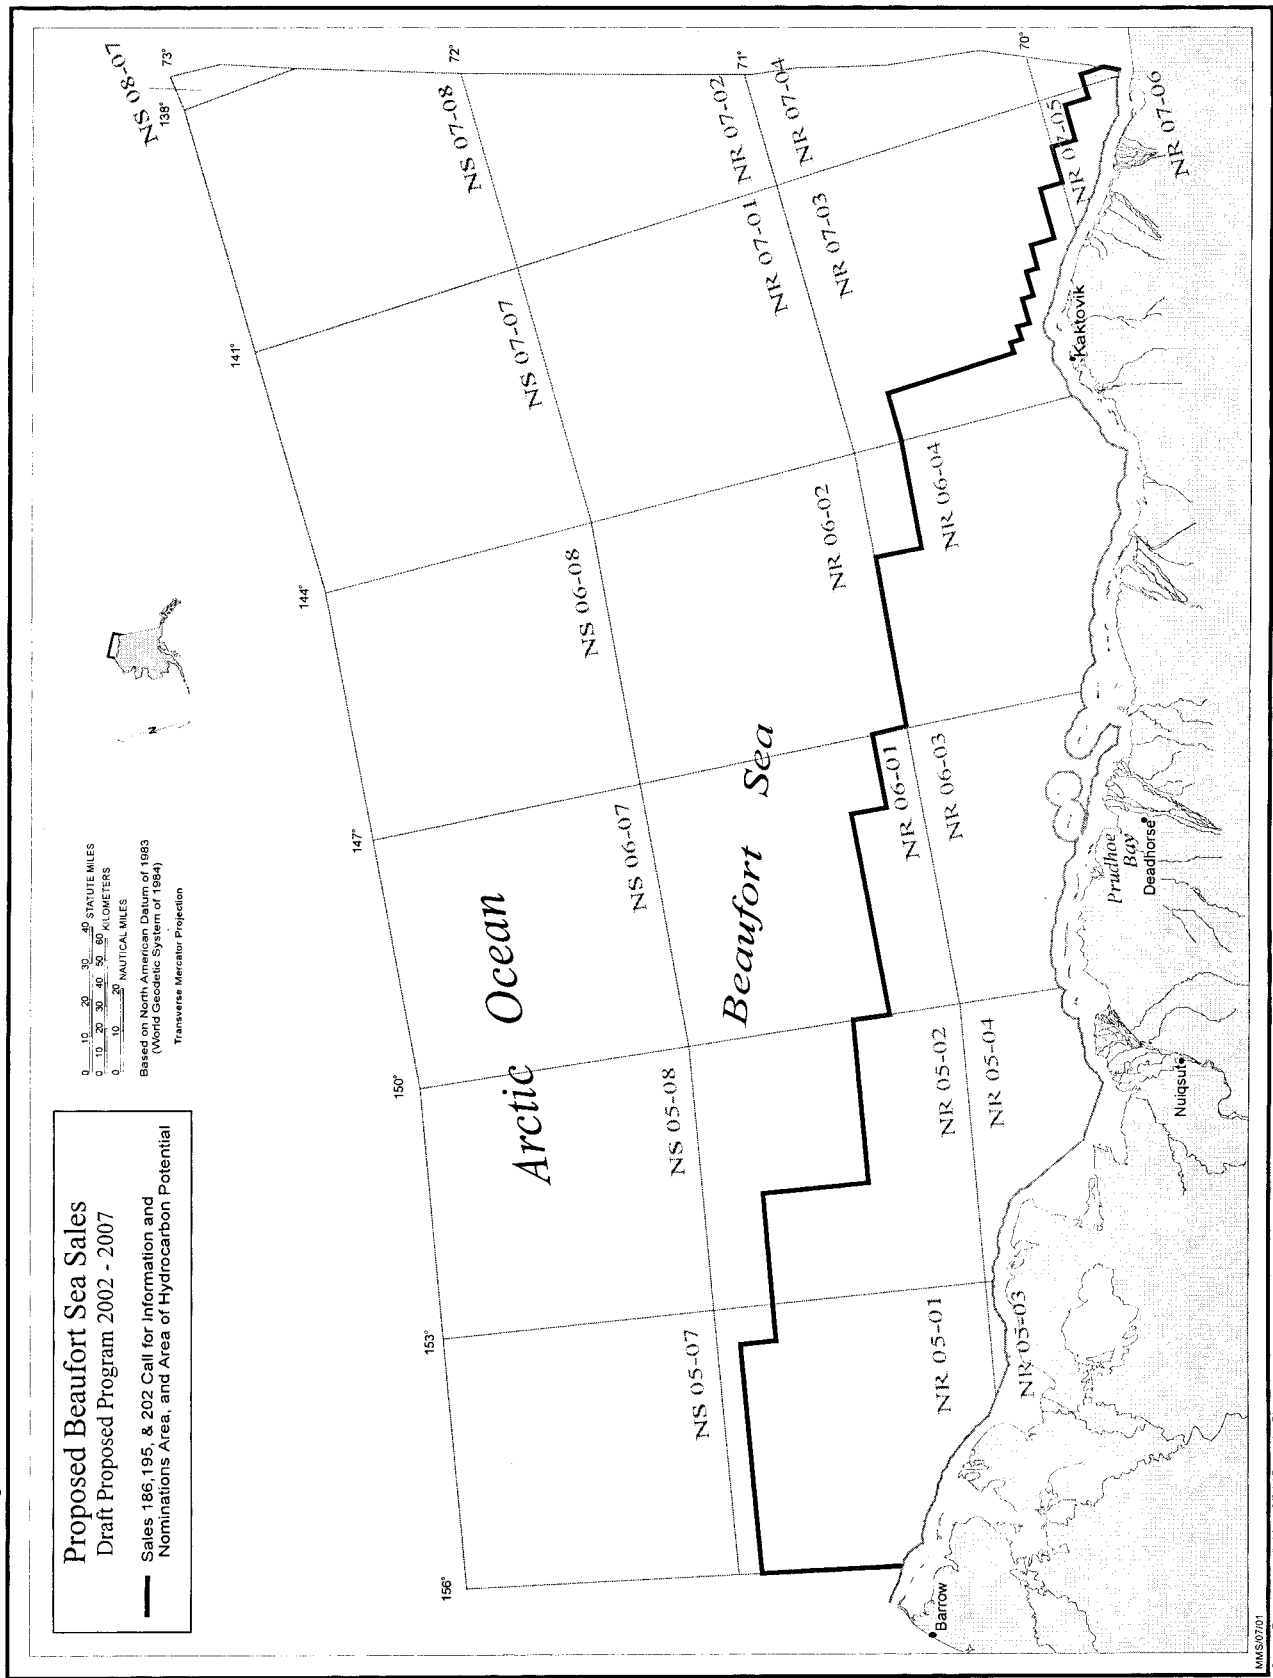 Proposed Beaufort Sea Sales
Draft Proposed Program 2002 - 2007
Sales 186,195, & 202 Call for Information and
Nominations Area, and Area of Hydrocarbon Potential
0 10 20 30 40 STATUTE MILES
0 10 20 30 40 50 60 KILOMETERS
0 10 20 NAUTICAL MILES
Based on North American Datum of 1983
(World Geodetic System of 1984)
Transverse Mercator Projection
N
156°
153°
150°
147°
144°
141°
138°
73°
72°
71°
70°
NS 08-07
Arctic Ocean
Beaufort Sea
NS 05-07
NS 05-08
NS 06-07
NS 06-08
NS 07-07
NS 07-08
NR 05-01
NR 05-02
NR 06-01
NR 06-02
NR 07-01
NR 07-02
NR 05-03
NR 05-04
NR 06-03
NR 06-04
NR 07-03
NR 07-04
NR 07-05
NR 07-06
Barrow
Nuiqsut
Prudhoe
Bay
Deadhorse
Kaktovik
MMS/07/01